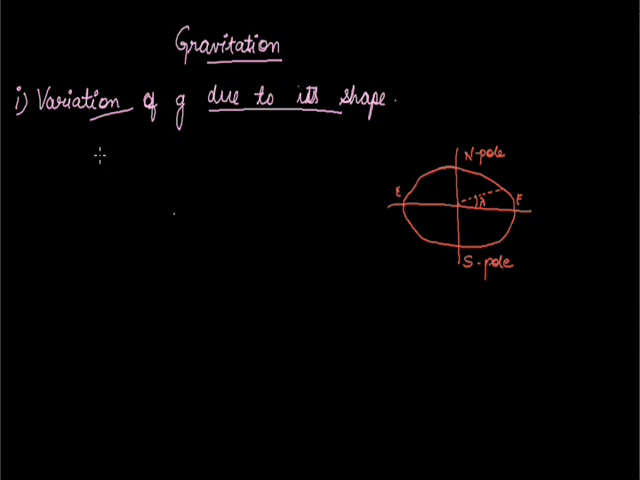 Gravitation
i) Variation of g due to its shape.
N-pole
E λ E
S-pole